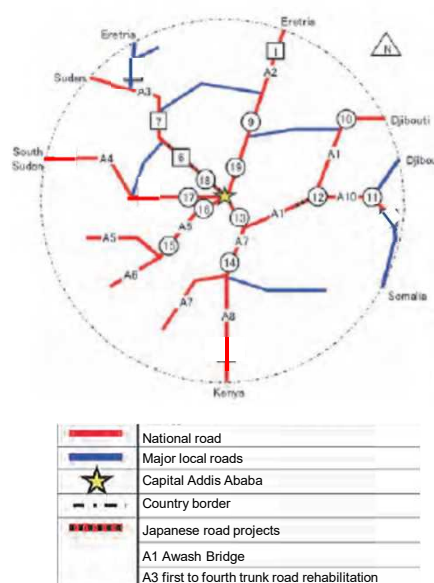 Eretria
Eretria
1
N
A2
Sudan
A3
7
9
10
Djibouti
South
Sudan
A4
6
A1
Djibou
19
18
17
16
12
A10
11
13
A1
A5
A5
15
A7
14
A6
A7
A8
Somalia
Kenya
National road
Major local roads
Capital Addis Ababa
Country border
Japanese road projects
A1 Awash Bridge
A3 first to fourth trunk road rehabilitation